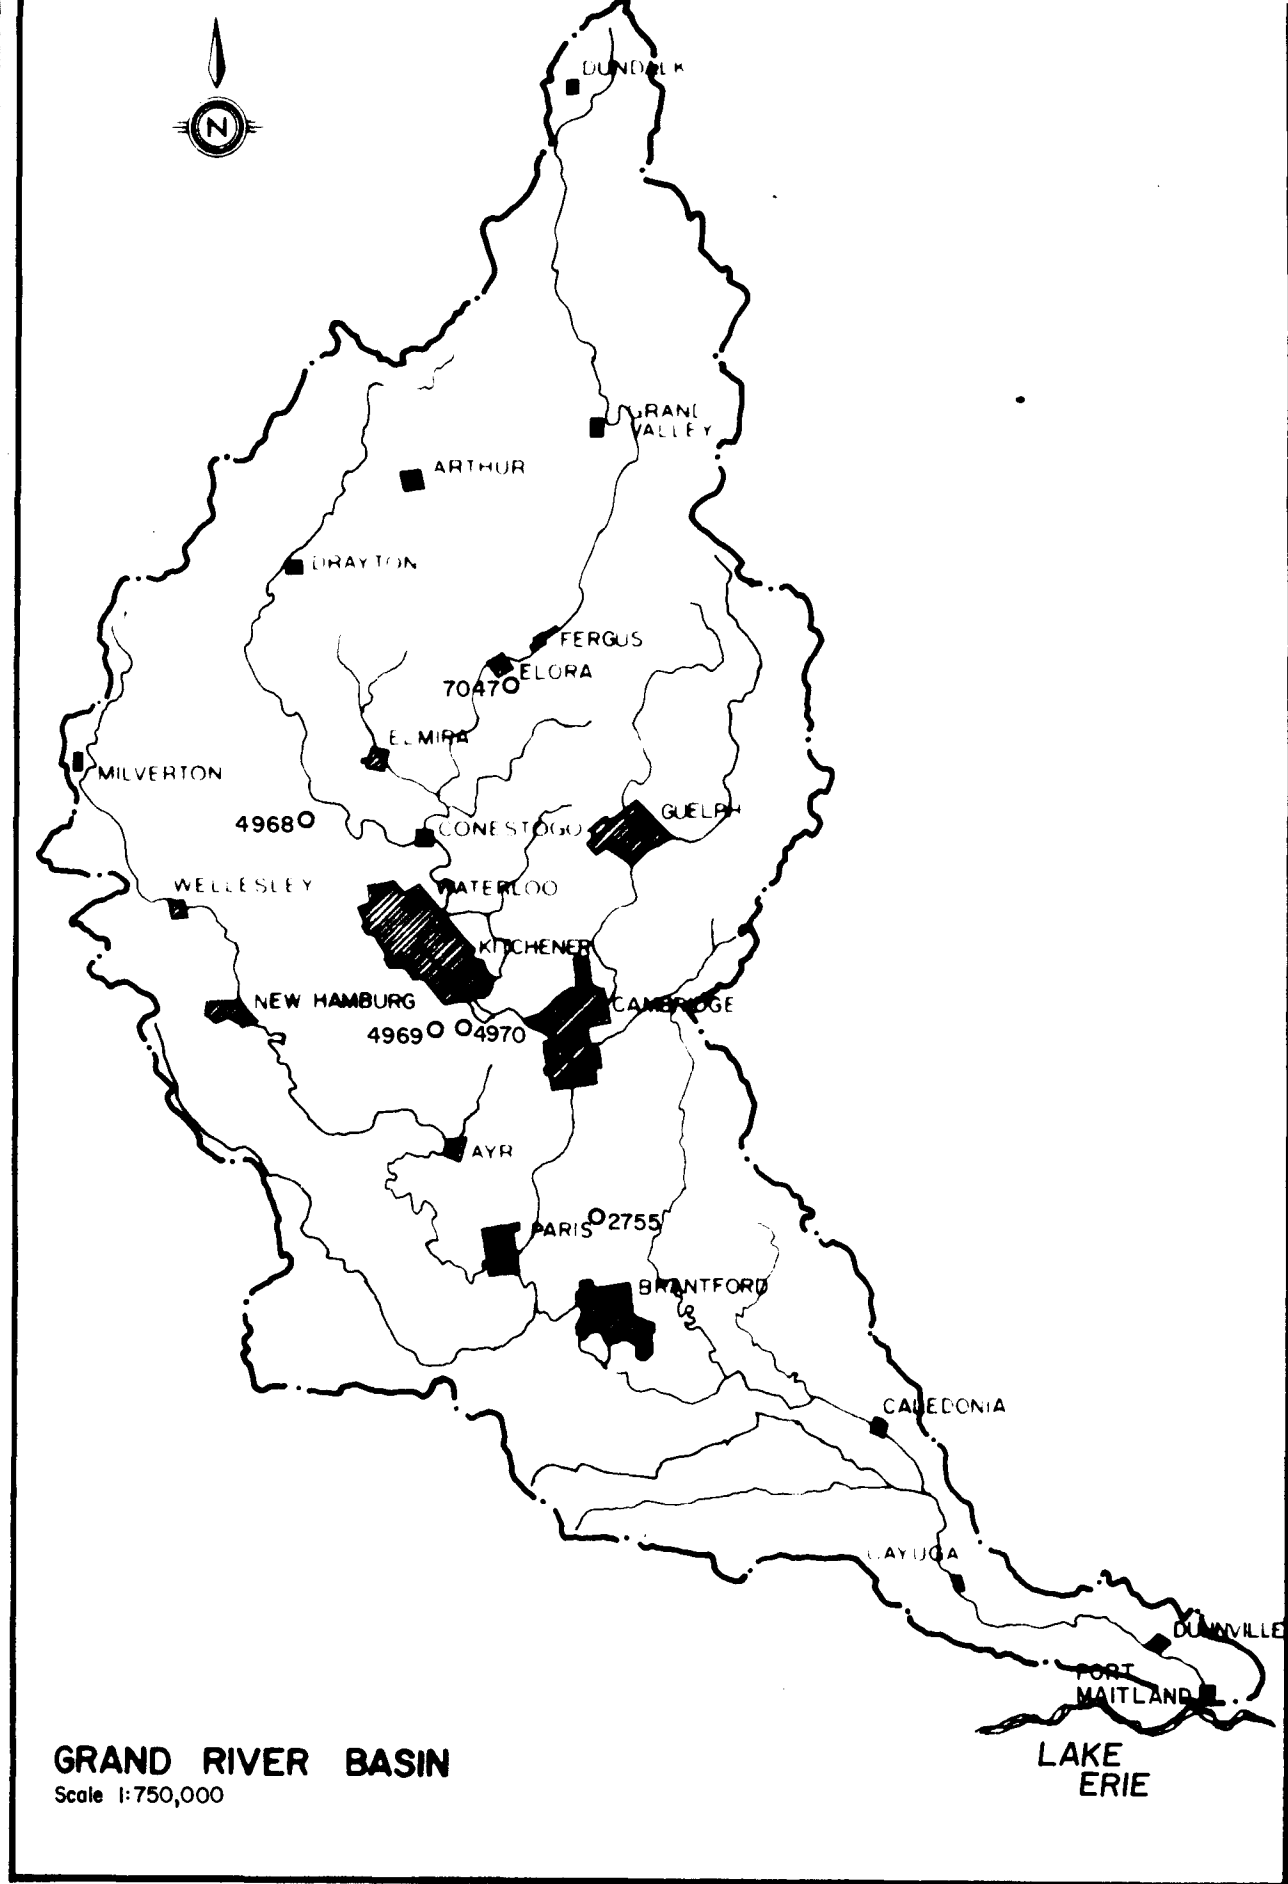 DUNDALK
N
GRAND
VALLEY
ARTHUR
DRAYTON
FERGUS
ELORA
7047
ELMIRA
MILVERTON
GUELPH
4968
CONESTOGO
WELLESLEY
WATERLOO
KITCHENER
NEW HAMBURG
CAMBRIDGE
4969
4970
AYR
2755
PARIS
BRANTFORD
CALEDONIA
CAYUGA
DUNNVILLE
PORT
MAITLAND
GRAND RIVER BASIN
Scale 1:750,000
LAKE
ERIE